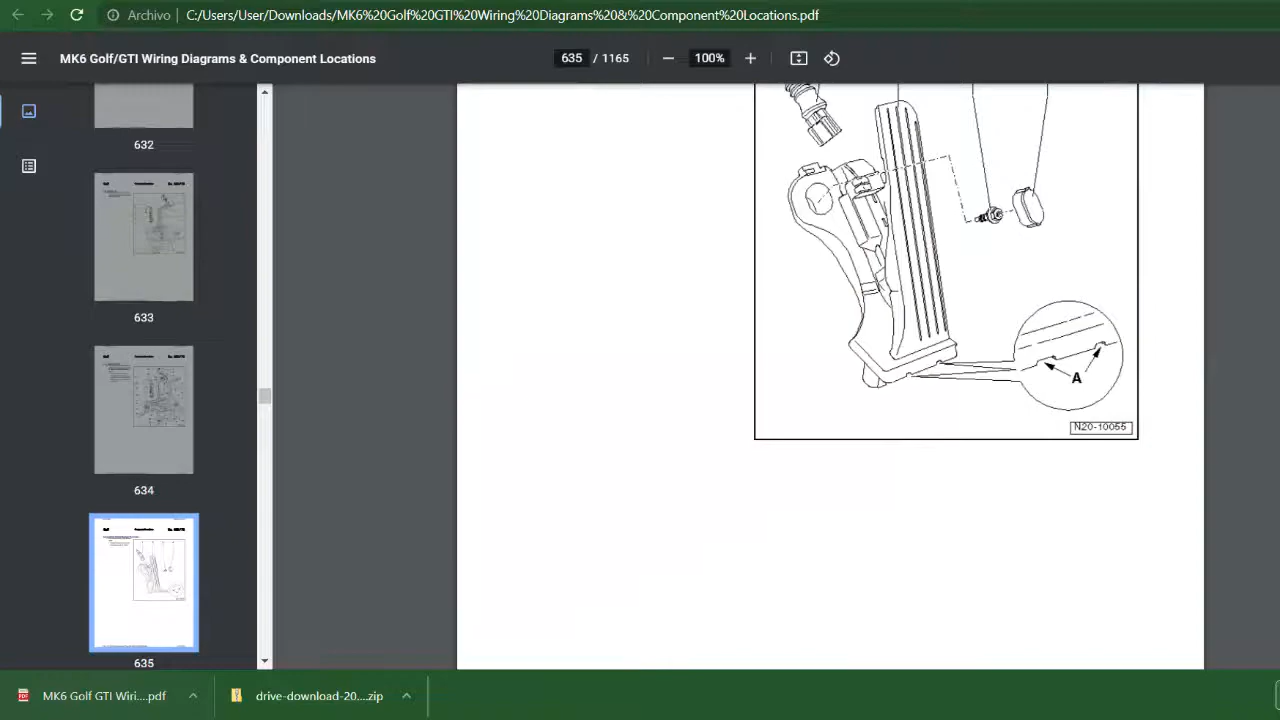 Archivo
C:/Users/User/Downloads/MK6%20Golf%20GTI%20Wiring%20Diagrams%20&%20Component%20Locations.pdf
MK6 Golf/GTI Wiring Diagrams & Component Locations
635 / 1165
100%
632
633
634
635
A
N20-10055
MK6 Golf GTI Wiri....pdf
drive-download-20....zip